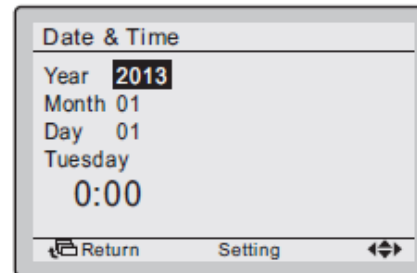 Date & Time
Year 2013
Month 01
Day 01
Tuesday
0:00
Return Setting